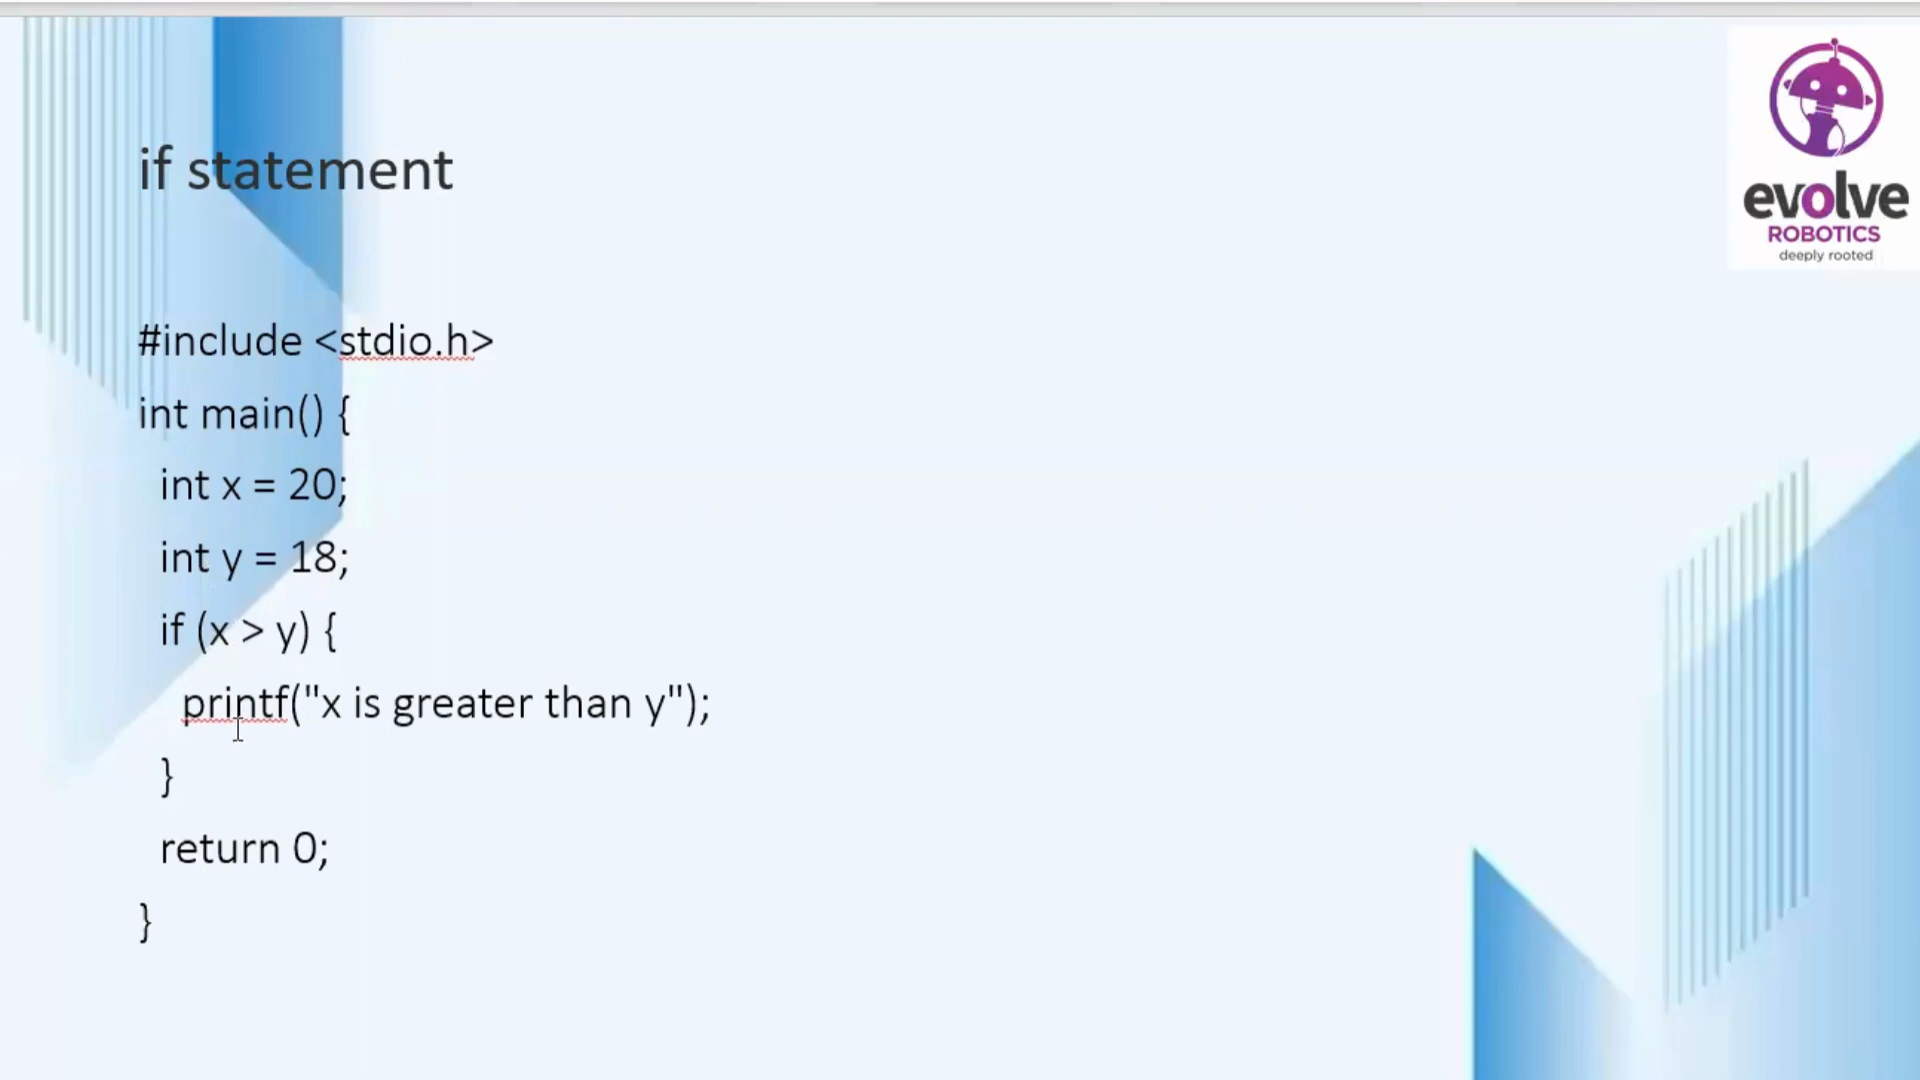 if statement
evolve
ROBOTICS
deeply rooted
#include <stdio.h>
int main() {
int x = 20;
int y = 18;
if (x > y) {
printf("x is greater than y");
}
return 0;
}